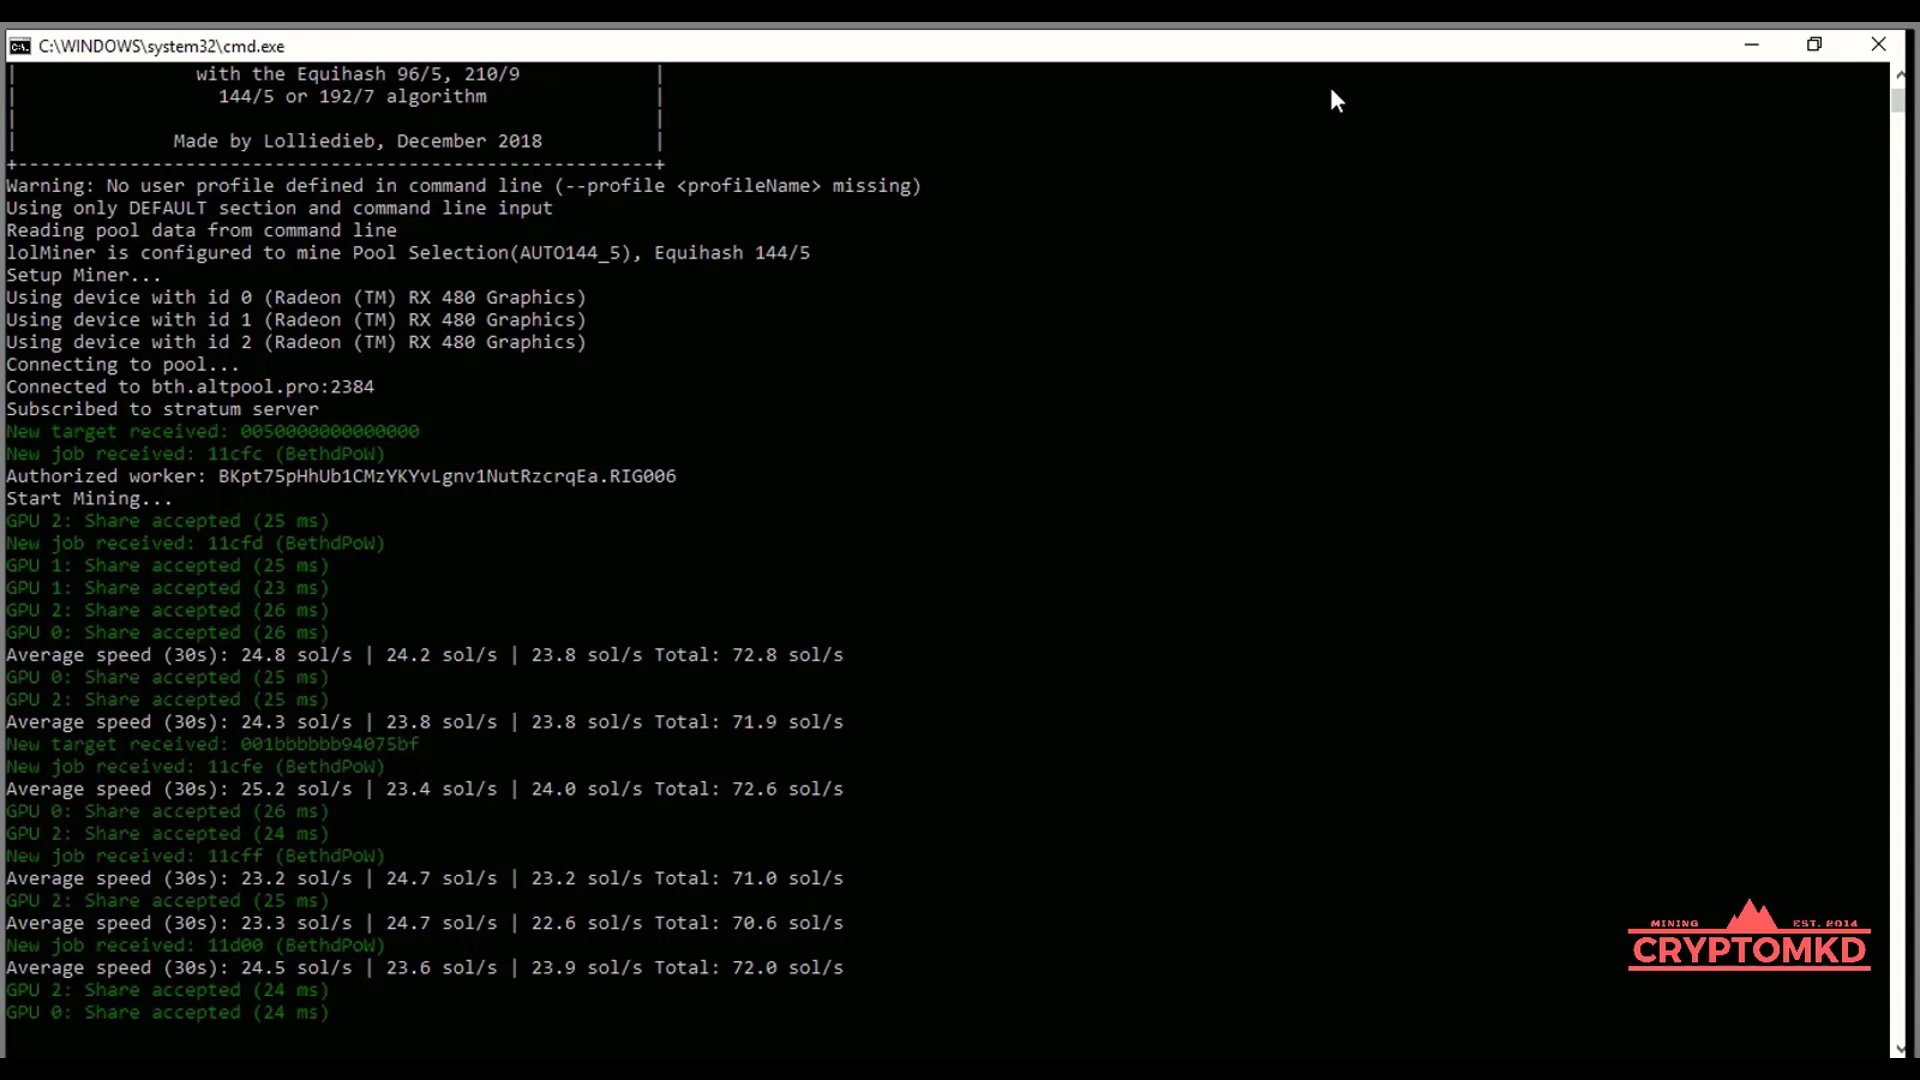 C:\WINDOWS\system32\cmd.exe
| with the Equihash 96/5, 210/9 |
| 144/5 or 192/7 algorithm |
| |
| Made by Lolliedieb, December 2018 |
+---------------------------------------------------------+
Warning: No user profile defined in command line (--profile <profileName> missing)
Using only DEFAULT section and command line input
Reading pool data from command line
lolMiner is configured to mine Pool Selection(AUTO144_5), Equihash 144/5
Setup Miner...
Using device with id 0 (Radeon (TM) RX 480 Graphics)
Using device with id 1 (Radeon (TM) RX 480 Graphics)
Using device with id 2 (Radeon (TM) RX 480 Graphics)
Connecting to pool...
Connected to bth.altpool.pro:2384
Subscribed to stratum server
New target received: 0050000000000000
New job received: 11cfc (BethdPoW)
Authorized worker: BKpt75pHhUb1CMzYKYvLgnv1NutRzcrqEa.RIG006
Start Mining...
GPU 2: Share accepted (25 ms)
New job received: 11cfd (BethdPoW)
GPU 1: Share accepted (25 ms)
GPU 1: Share accepted (23 ms)
GPU 2: Share accepted (26 ms)
GPU 0: Share accepted (26 ms)
Average speed (30s): 24.8 sol/s | 24.2 sol/s | 23.8 sol/s Total: 72.8 sol/s
GPU 0: Share accepted (25 ms)
GPU 2: Share accepted (25 ms)
Average speed (30s): 24.3 sol/s | 23.8 sol/s | 23.8 sol/s Total: 71.9 sol/s
New target received: 001bbbbbb94075bf
New job received: 11cfe (BethdPoW)
Average speed (30s): 25.2 sol/s | 23.4 sol/s | 24.0 sol/s Total: 72.6 sol/s
GPU 0: Share accepted (26 ms)
GPU 2: Share accepted (24 ms)
New job received: 11cff (BethdPoW)
Average speed (30s): 23.2 sol/s | 24.7 sol/s | 23.2 sol/s Total: 71.0 sol/s
GPU 2: Share accepted (25 ms)
Average speed (30s): 23.3 sol/s | 24.7 sol/s | 22.6 sol/s Total: 70.6 sol/s
New job received: 11d00 (BethdPoW)
Average speed (30s): 24.5 sol/s | 23.6 sol/s | 23.9 sol/s Total: 72.0 sol/s
GPU 2: Share accepted (24 ms)
GPU 0: Share accepted (24 ms)
MINING EST. 2014
CRYPTOMKD